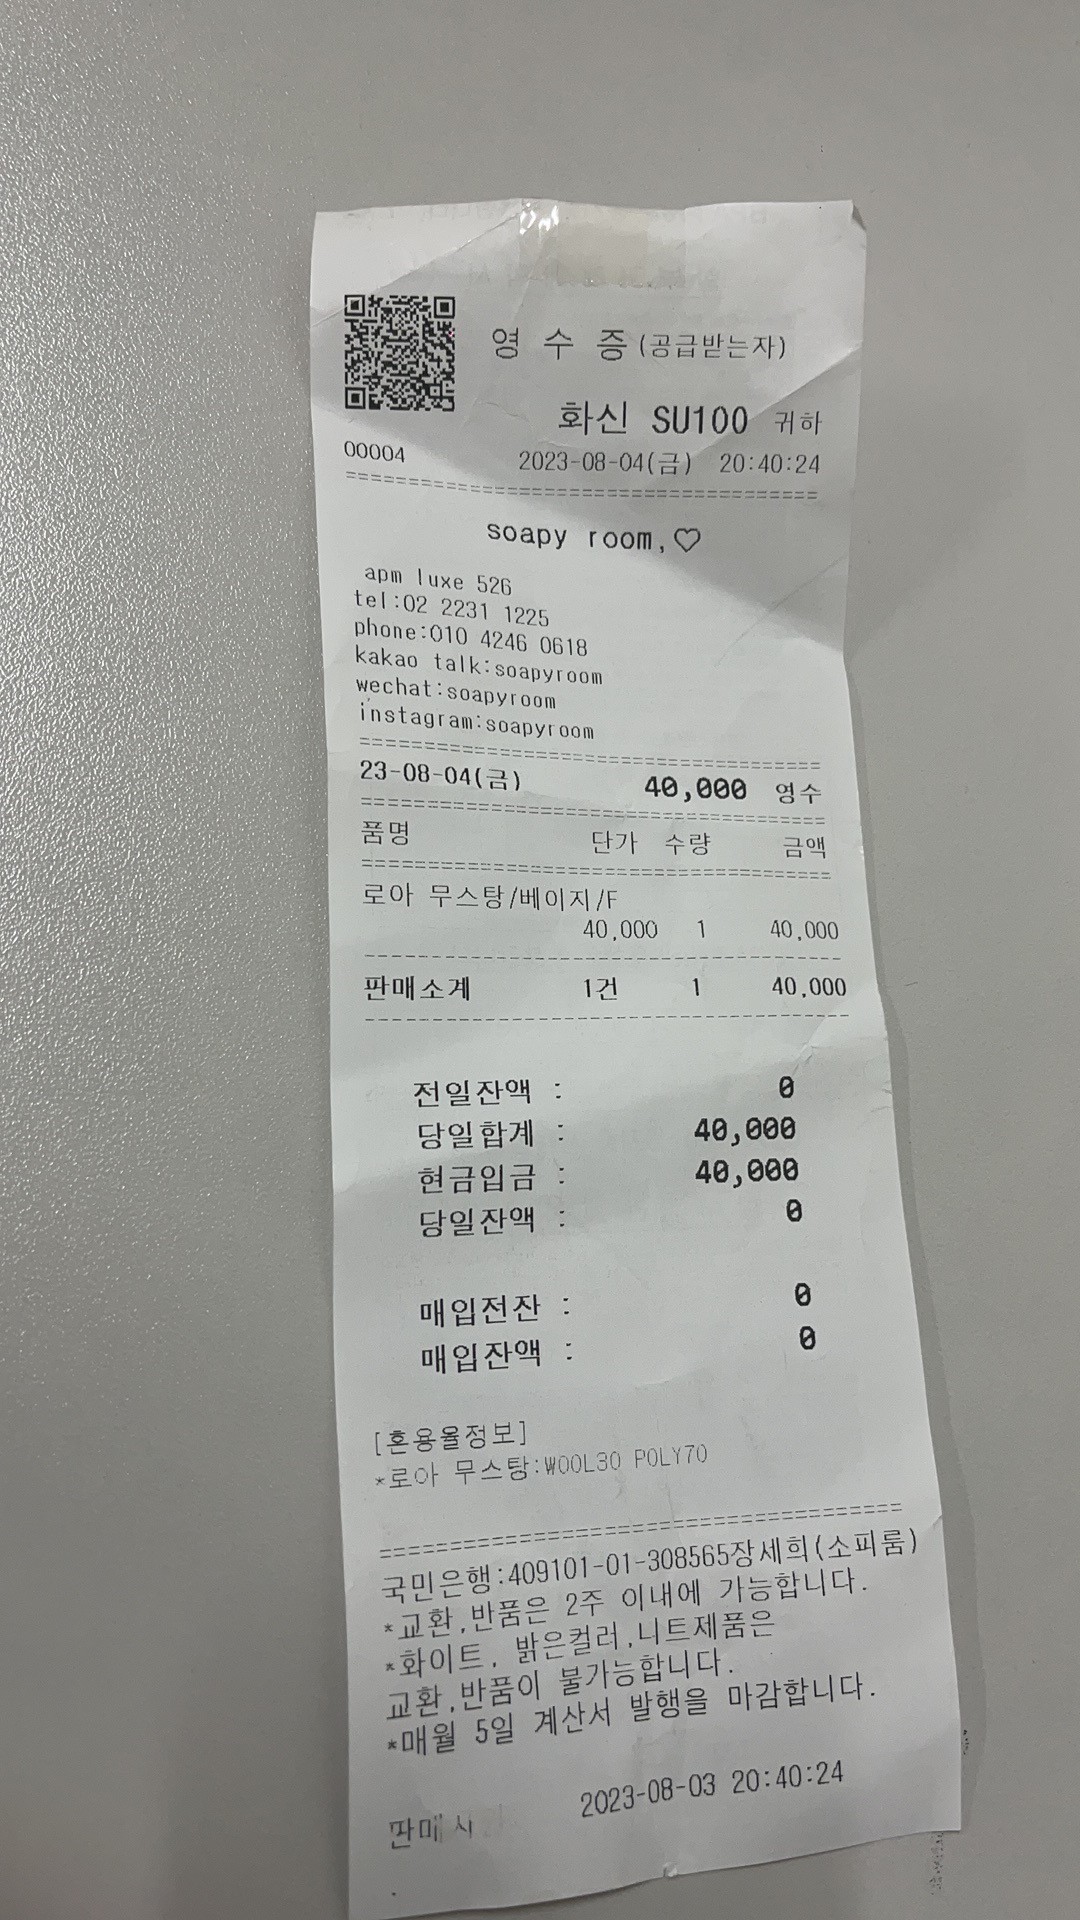 영 수 증(공급받는자)
화신 SU100 귀하
00004 2023-08-04(금) 20:40:24
======================================
soapy room,♡
apm luxe 526
tel:02 2231 1225
phone:010 4246 0618
kakao talk:soapyroom
wechat:soapyroom
instagram:soapyroom
======================================
23-08-04(금) 40,000 영수
======================================
품명 단가 수량 금액
======================================
로아 무스탕/베이지/F
40,000 1 40,000
--------------------------------------
판매소계 1건 1 40,000
--------------------------------------
전일잔액 : 0
당일합계 : 40,000
현금입금 : 40,000
당일잔액 : 0
매입전잔 : 0
매입잔액 : 0
[혼용율정보]
*로아 무스탕:WOOL30 POLY70
======================================
국민은행:409101-01-308565장세희(소피룸)
*교환,반품은 2주 이내에 가능합니다.
*화이트, 밝은컬러,니트제품은
교환,반품이 불가능합니다.
*매월 5일 계산서 발행을 마감합니다.
2023-08-03 20:40:24
판매시